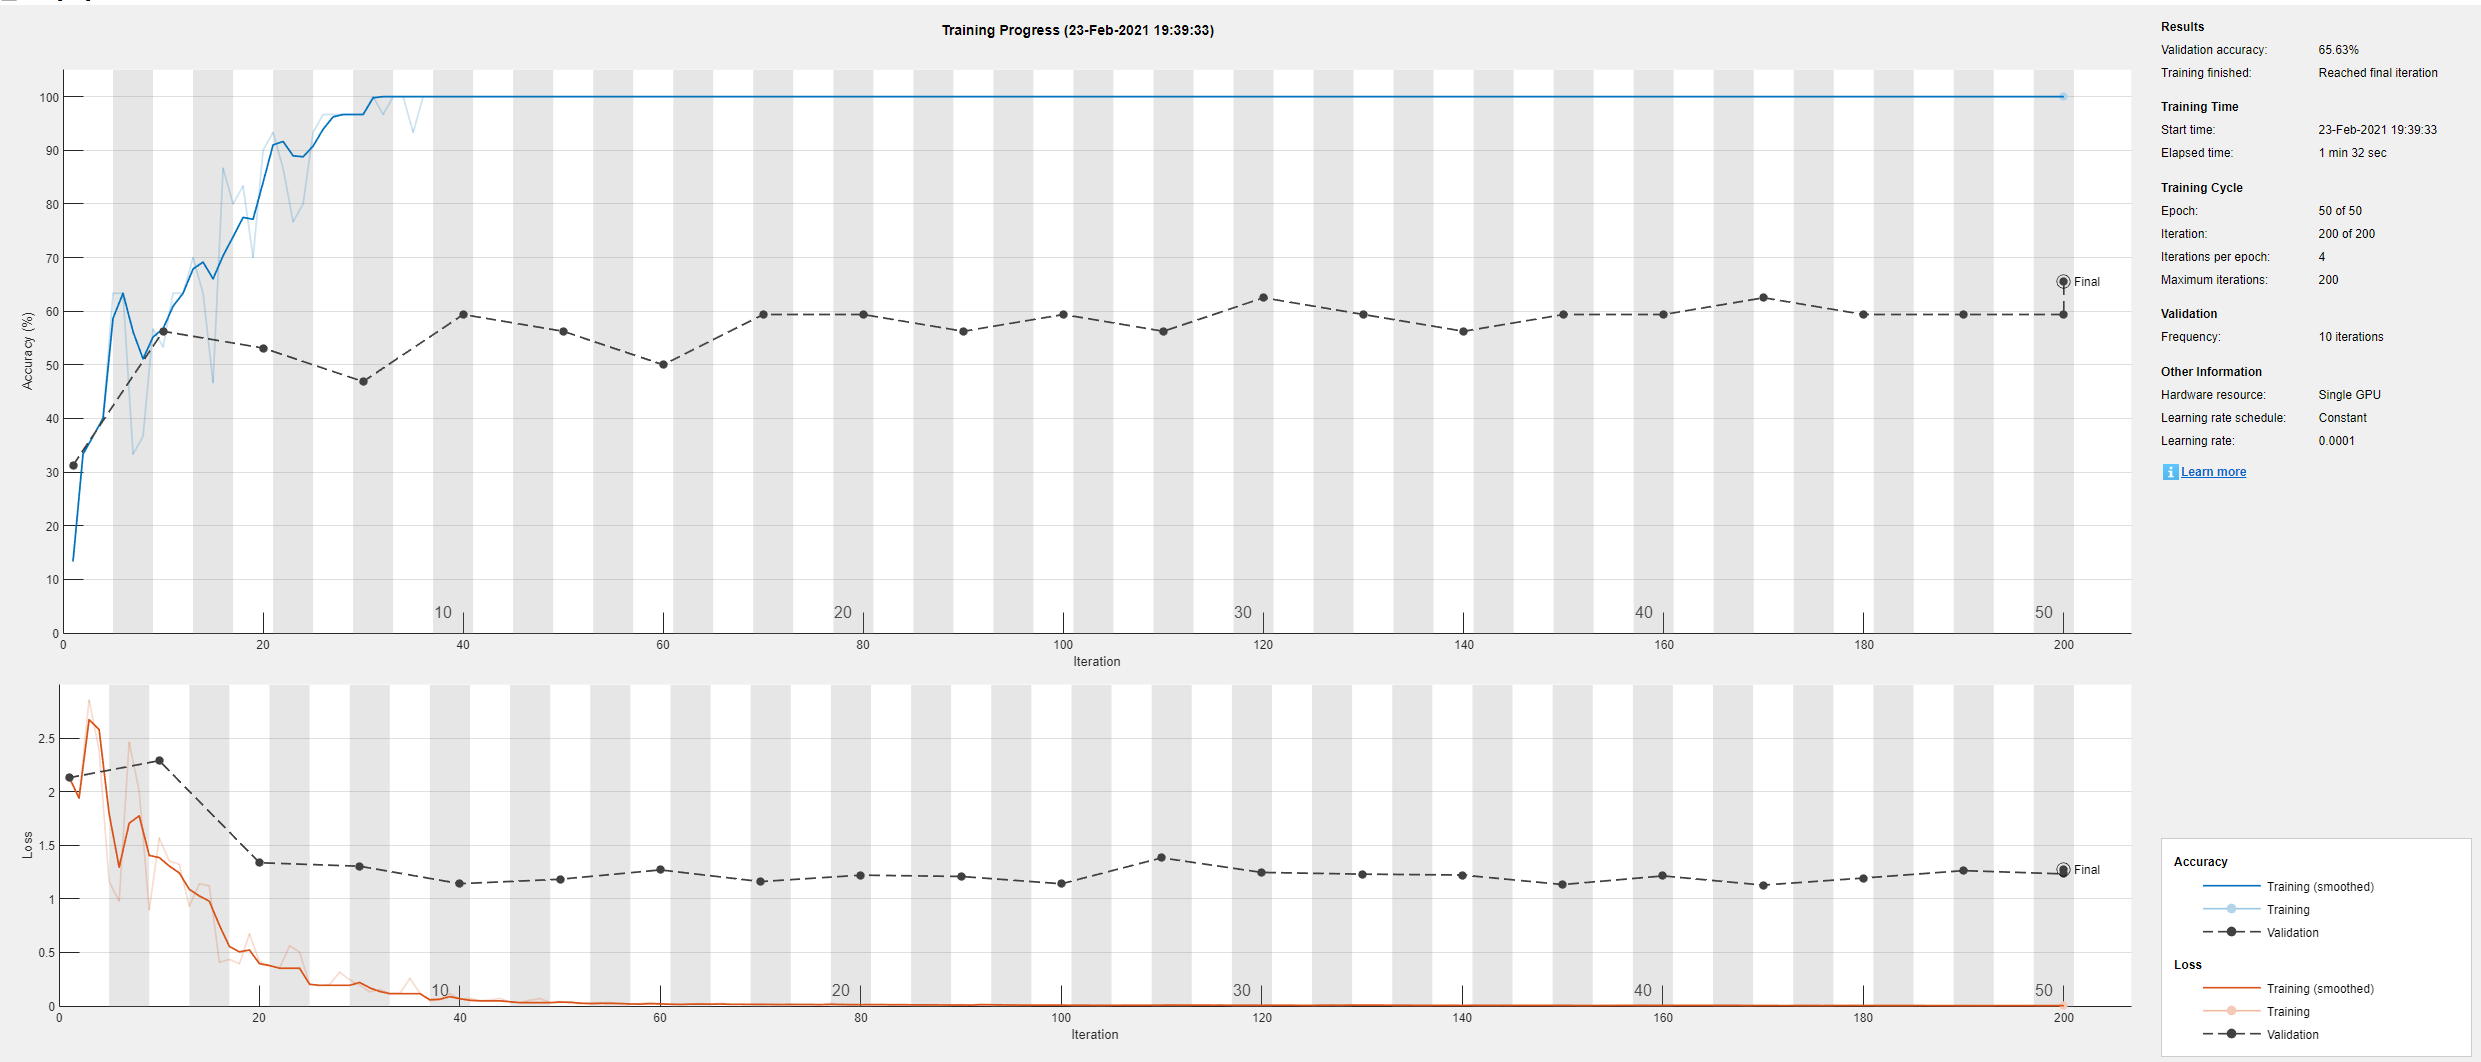 Training Progress (23-Feb-2021 19:39:33)
Accuracy (%)
100
90
80
70
60
50
40
30
20
10
0
Final
10
20
30
40
50
0
20
40
60
80
100
120
140
160
180
200
Iteration
Loss
2.5
2
1.5
1
0.5
0
Final
10
20
30
40
50
0
20
40
60
80
100
120
140
160
180
200
Iteration
Results
Validation accuracy: 65.63%
Training finished: Reached final iteration
Training Time
Start time: 23-Feb-2021 19:39:33
Elapsed time: 1 min 32 sec
Training Cycle
Epoch: 50 of 50
Iteration: 200 of 200
Iterations per epoch: 4
Maximum iterations: 200
Validation
Frequency: 10 iterations
Other Information
Hardware resource: Single GPU
Learning rate schedule: Constant
Learning rate: 0.0001
i Learn more
Accuracy
Training (smoothed)
Training
Validation
Loss
Training (smoothed)
Training
Validation